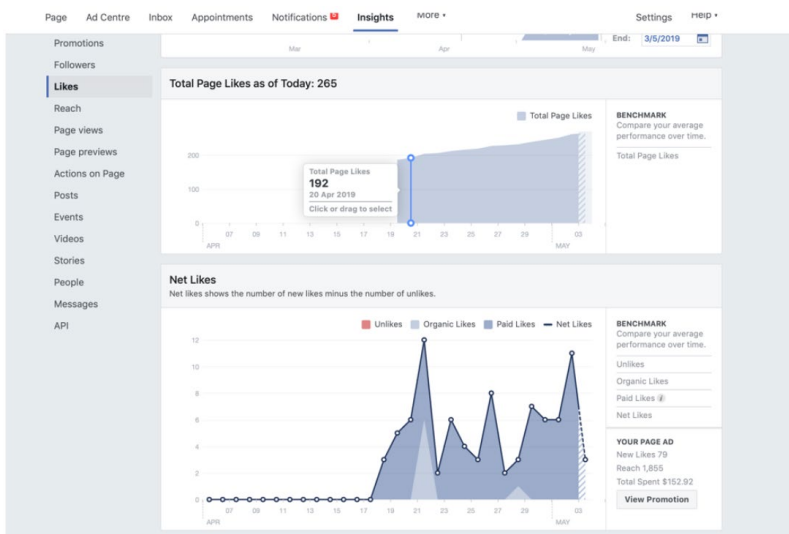 Page Ad Centre Inbox Appointments Notifications 5 Insights More Settings Help
Promotions
Followers
Likes
Reach
Page views
Page previews
Actions on Page
Posts
Events
Videos
Stories
People
Messages
API
Mar Apr May
End: 3/5/2019
Total Page Likes as of Today: 265
Total Page Likes
200
100
0
Total Page Likes
192
20 Apr 2019
Click or drag to select
07 09 11 13 15 17 19 21 23 25 27 29 03
APR MAY
BENCHMARK
Compare your average
performance over time.
Total Page Likes
Net Likes
Net likes shows the number of new likes minus the number of unlikes.
Unlikes Organic Likes Paid Likes Net Likes
12
10
8
6
4
2
0
07 09 11 13 15 17 19 21 23 25 27 29 03
APR MAY
BENCHMARK
Compare your average
performance over time.
Unlikes
Organic Likes
Paid Likes i
Net Likes
YOUR PAGE AD
New Likes 79
Reach 1,855
Total Spent $152.92
View Promotion